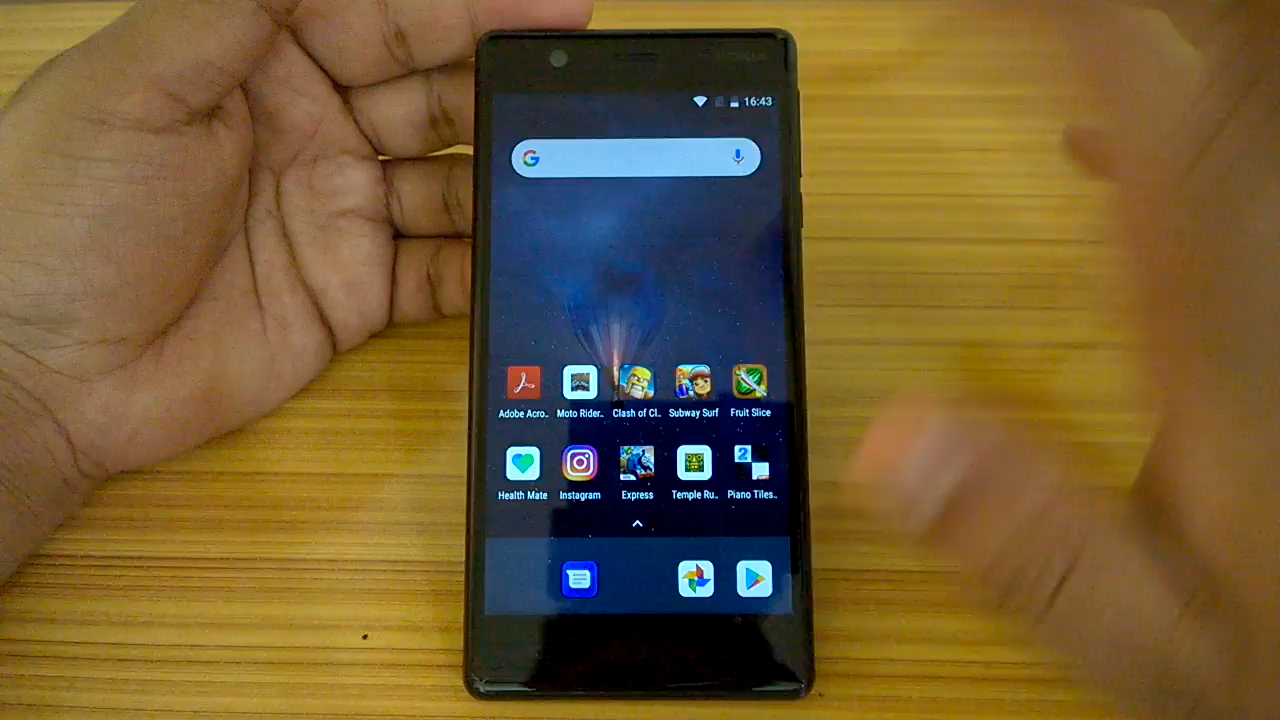 16:43
G
Adobe Acro.. Moto Rider.. Clash of Cl.. Subway Surf Fruit Slice
2
Health Mate Instagram Express Temple Ru.. Piano Tiles..